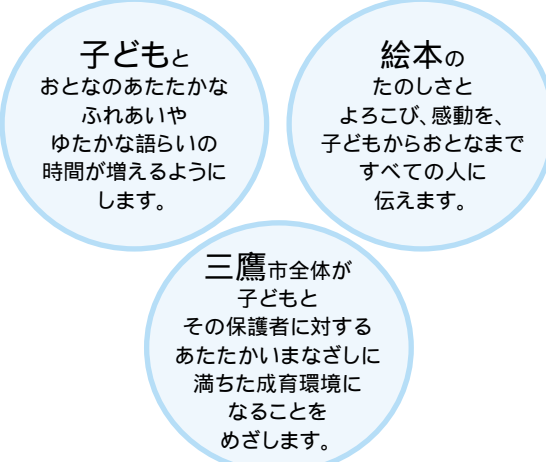 子どもと
おとなのあたたかな
ふれあいや
ゆたかな語らいの
時間が増えるように
します。
絵本の
たのしさと
よろこび、感動を、
子どもからおとなまで
すべての人に
伝えます。
三鷹市全体が
子どもと
その保護者に対する
あたたかいまなざしに
満ちた成育環境に
なることを
めざします。